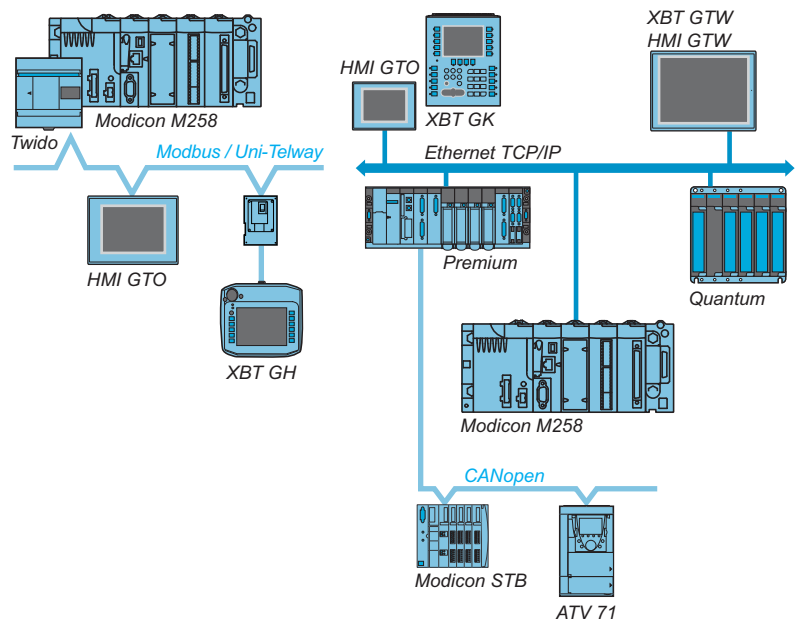 XBT GTW
HMI GTW
HMI GTO
XBT GK
Twido
Modicon M258
Modbus / Uni-Telway
Ethernet TCP/IP
HMI GTO
Premium
Quantum
XBT GH
Modicon M258
CANopen
Modicon STB
ATV 71